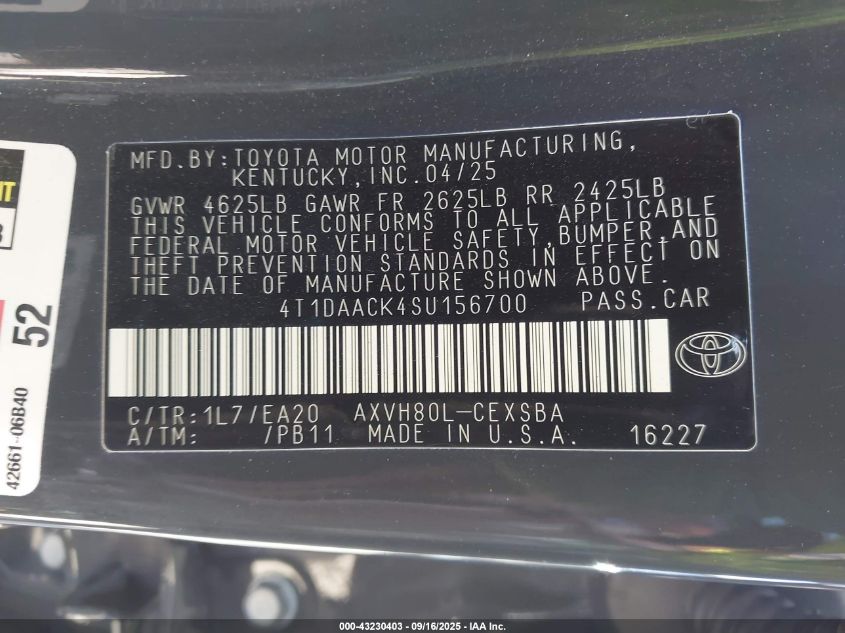 MFD.BY:TOYOTA MOTOR MANUFACTURING,
KENTUCKY,INC.04/25
GVWR 4625LB GAWR FR 2625LB RR 2425LB
THIS VEHICLE CONFORMS TO ALL APPLICABLE
FEDERAL MOTOR VEHICLE SAFETY,BUMPER,AND
THEFT PREVENTION STANDARDS IN EFFECT ON
THE DATE OF MANUFACTURE SHOWN ABOVE.
4T1DAACK4SU156700 PASS.CAR
C/TR:1L7/EA20 AXVH80L-CEXSBA
A/TM: /PB11 MADE IN U.S.A. 16227
52
42661-06B40
000-43230403 - 09/16/2025 - IAA Inc.